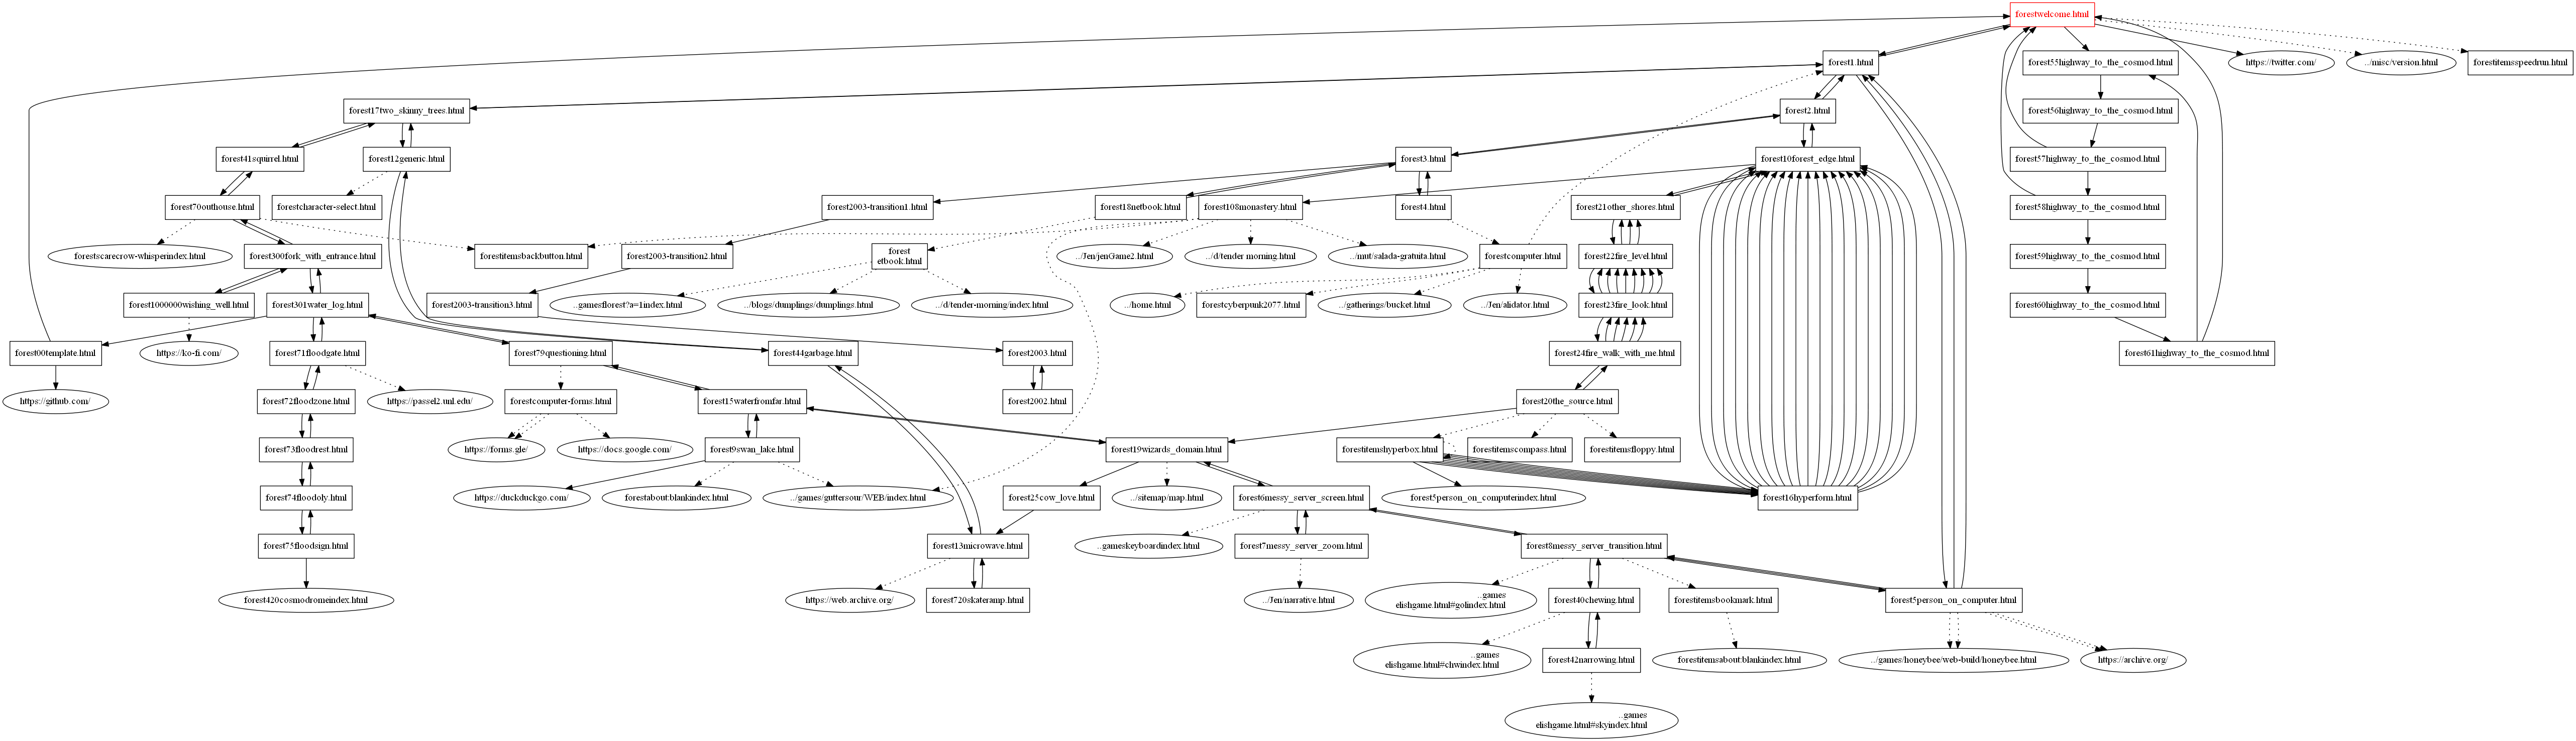 forestwelcome.html
forest1.html
forest55highway_to_the_cosmod.html
https://twitter.com/
../misc/version.html
forestitemsspeedrun.html
forest17two_skinny_trees.html
forest2.html
forest56highway_to_the_cosmod.html
forest41squirrel.html
forest12generic.html
forest3.html
forest10forest_edge.html
forest57highway_to_the_cosmod.html
forest70outhouse.html
forestcharacter-select.html
forest2003-transition1.html
forest18netbook.html
forest108monastery.html
forest4.html
forest21other_shores.html
forest58highway_to_the_cosmod.html
forestscarecrow-whisperindex.html
forest300fork_with_entrance.html
forestitemsbackbutton.html
forest2003-transition2.html
forest
etbook.html
../Jen/jenGame2.html
../d/tender morning.html
../mut/salada-gratuita.html
forestcomputer.html
forest22fire_level.html
forest59highway_to_the_cosmod.html
forest1000000wishing_well.html
forest301water_log.html
forest2003-transition3.html
..gamesflorest?a=1index.html
../blogs/dumplings/dumplings.html
../d/tender-morning/index.html
../home.html
forestcyberpunk2077.html
../gatherings/bucket.html
../Jen/alidator.html
forest23fire_look.html
forest60highway_to_the_cosmod.html
forest00template.html
https://ko-fi.com/
forest71floodgate.html
forest79questioning.html
forest44garbage.html
forest2003.html
forest24fire_walk_with_me.html
forest61highway_to_the_cosmod.html
https://github.com/
forest72floodzone.html
https://passel2.unl.edu/
forestcomputer-forms.html
forest15waterfromfar.html
forest2002.html
forest20the_source.html
forest73floodrest.html
https://forms.gle/
https://docs.google.com/
forest9swan_lake.html
forest19wizards_domain.html
forestitemshyperbox.html
forestitemscompass.html
forestitemsfloppy.html
forest74floodoly.html
https://duckduckgo.com/
forestabout:blankindex.html
../games/guttersour/WEB/index.html
forest25cow_love.html
../sitemap/map.html
forest6messy_server_screen.html
forest5person_on_computerindex.html
forest16hyperform.html
forest75floodsign.html
forest13microwave.html
..gameskeyboardindex.html
forest7messy_server_zoom.html
forest8messy_server_transition.html
forest420cosmodromeindex.html
https://web.archive.org/
forest720skateramp.html
../Jen/narrative.html
..games
elishgame.html#golindex.html
forest40chewing.html
forestitemsbookmark.html
forest5person_on_computer.html
..games
elishgame.html#chwindex.html
forest42narrowing.html
forestitemsabout:blankindex.html
../games/honeybee/web-build/honeybee.html
https://archive.org/
..games
elishgame.html#skyindex.html